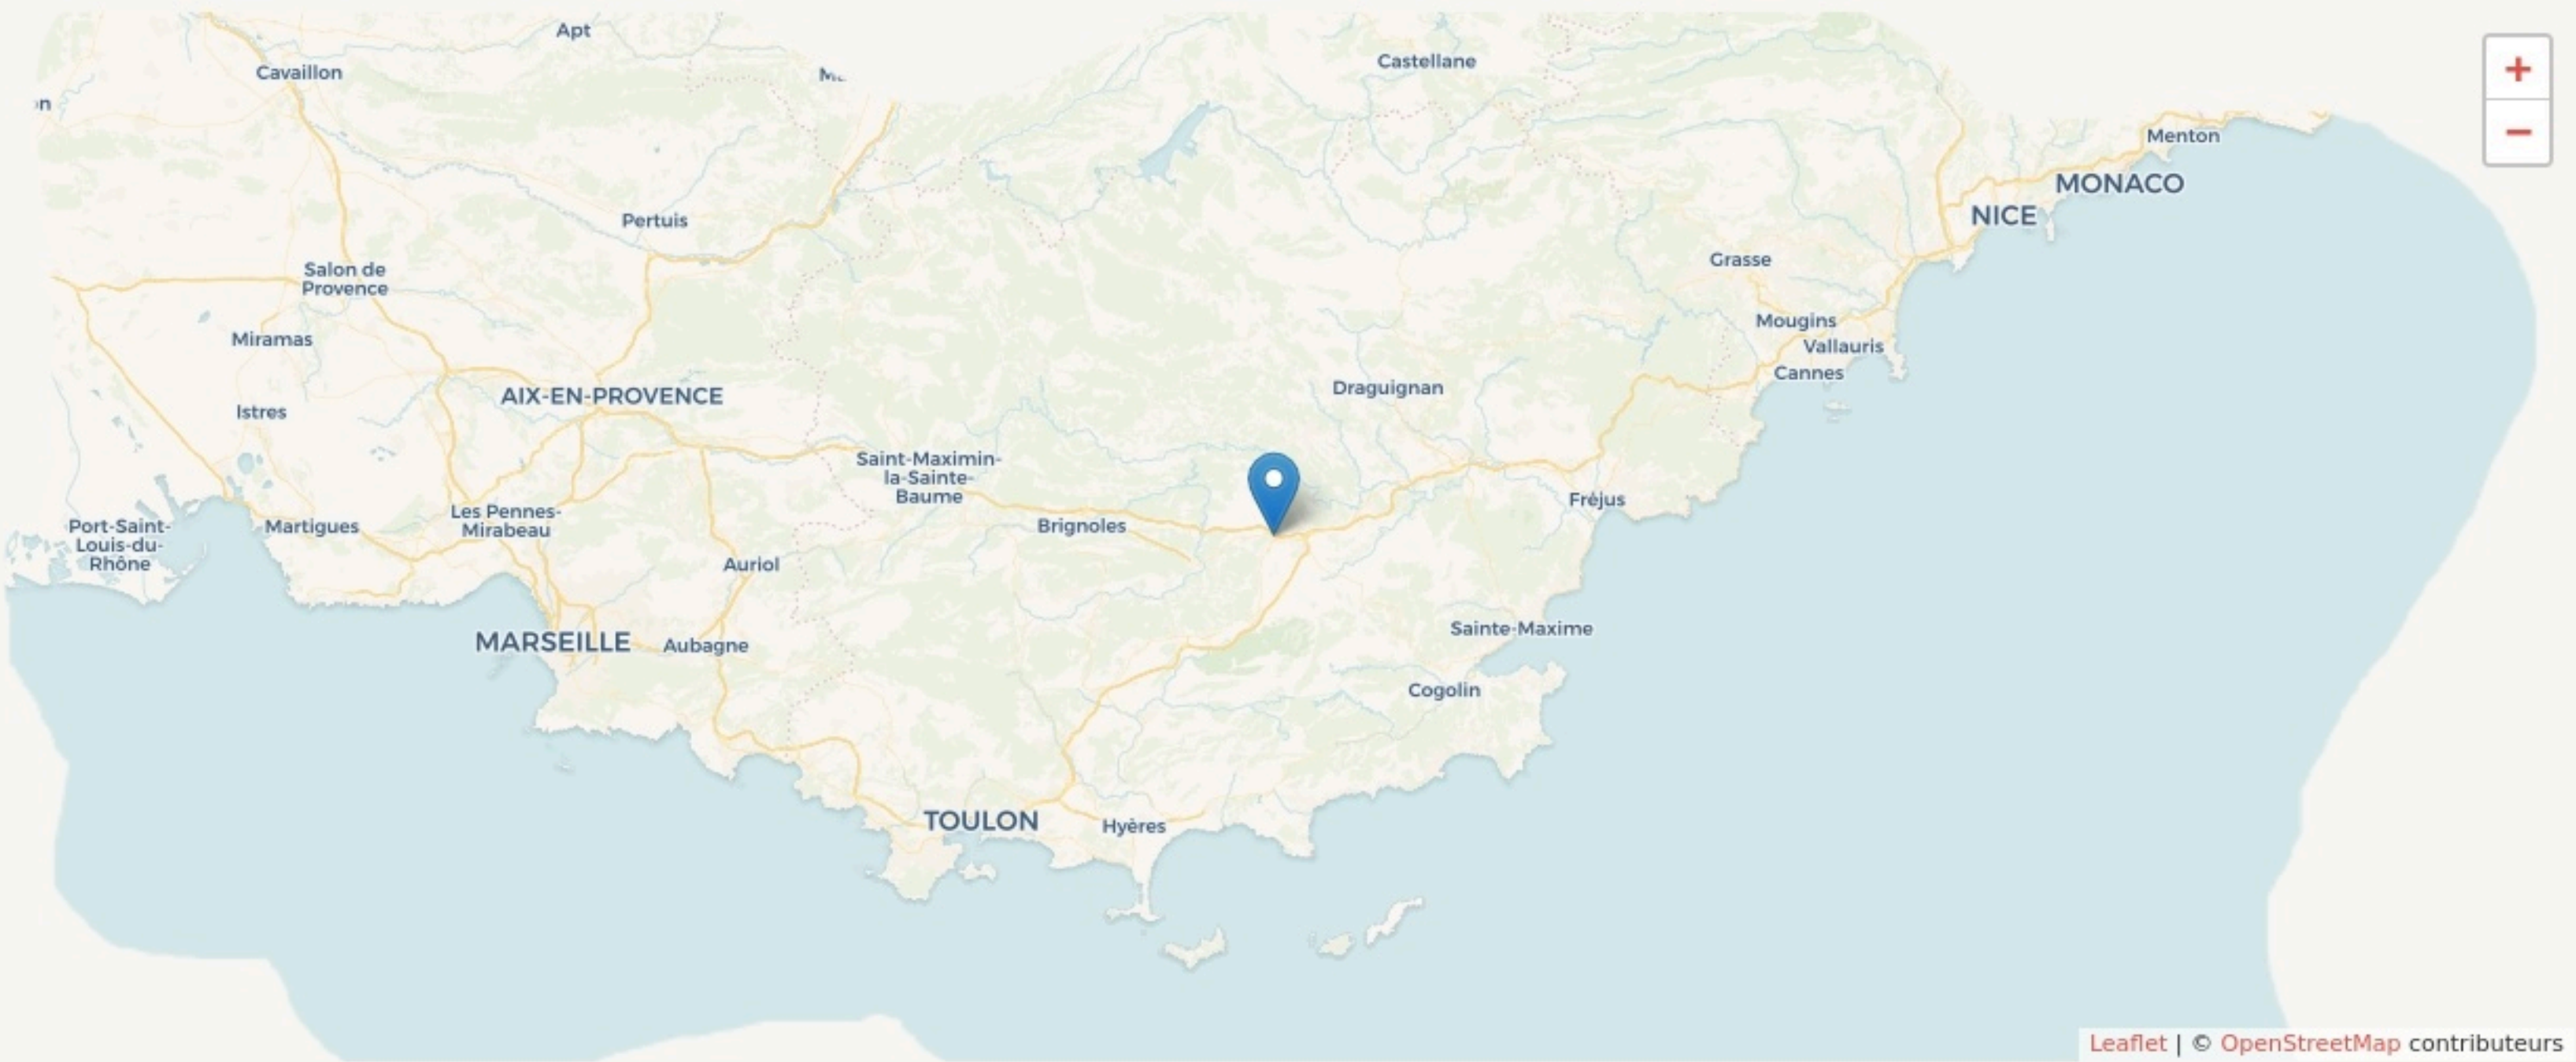 Apt
Castellane
Cavaillon
+
−
Menton
MONACO
NICE
Pertuis
Grasse
Salon de
Provence
Mougins
Miramas
Vallauris
Cannes
Draguignan
AIX-EN-PROVENCE
Istres
Saint-Maximin-
la-Sainte-
Baume
Fréjus
Les Pennes-
Mirabeau
Port-Saint-
Louis-du-
Rhône
Martigues
Brignoles
Auriol
Sainte-Maxime
MARSEILLE
Aubagne
Cogolin
TOULON
Hyères
Leaflet | © OpenStreetMap contributeurs